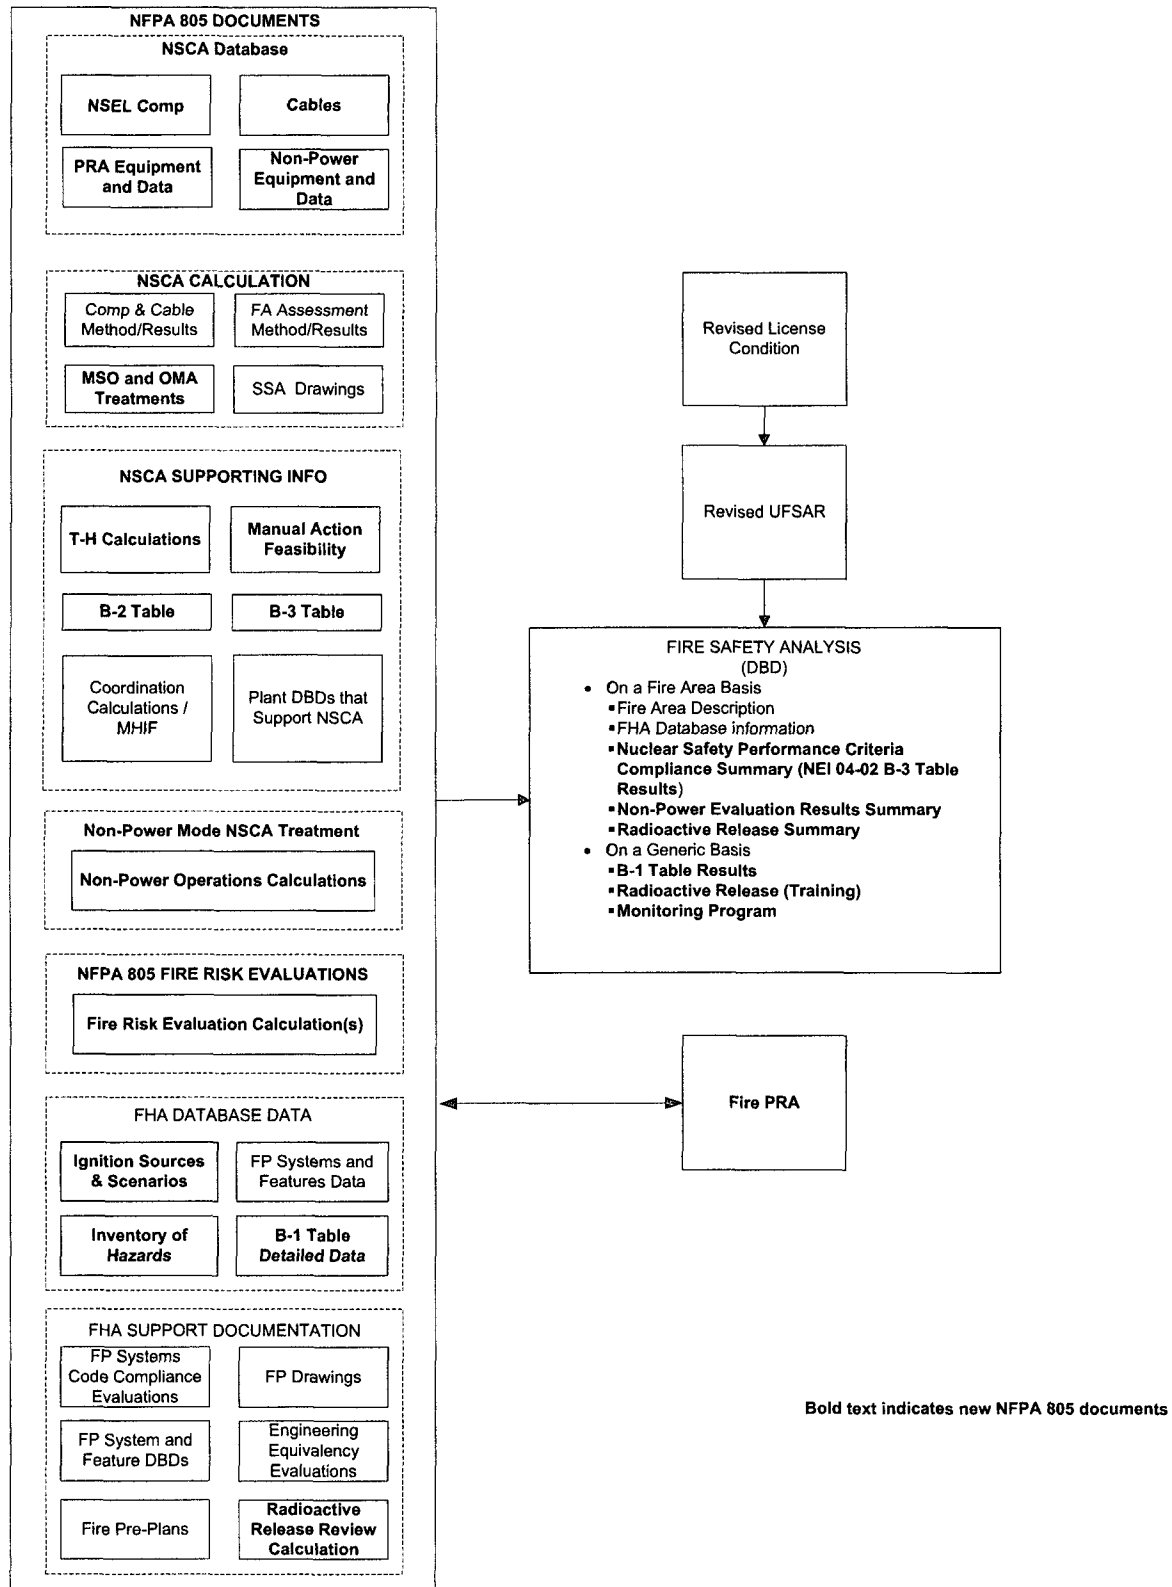 NFPA 805 DOCUMENTS
NSCA Database
NSEL Comp
Cables
PRA Equipment
and Data
Non-Power
Equipment and
Data
NSCA CALCULATION
Comp & Cable
Method/Results
FA Assessment
Method/Results
MSO and OMA
Treatments
SSA Drawings
NSCA SUPPORTING INFO
T-H Calculations
Manual Action
Feasibility
B-2 Table
B-3 Table
Coordination
Calculations /
MHIF
Plant DBDs that
Support NSCA
Non-Power Mode NSCA Treatment
Non-Power Operations Calculations
NFPA 805 FIRE RISK EVALUATIONS
Fire Risk Evaluation Calculation(s)
FHA DATABASE DATA
Ignition Sources
& Scenarios
FP Systems and
Features Data
Inventory of
Hazards
B-1 Table
Detailed Data
FHA SUPPORT DOCUMENTATION
FP Systems
Code Compliance
Evaluations
FP Drawings
FP System and
Feature DBDs
Engineering
Equivalency
Evaluations
Fire Pre-Plans
Radioactive
Release Review
Calculation
Revised License
Condition
Revised UFSAR
FIRE SAFETY ANALYSIS
(DBD)
• On a Fire Area Basis
▪ Fire Area Description
▪ FHA Database information
▪ Nuclear Safety Performance Criteria
Compliance Summary (NEI 04-02 B-3 Table
Results)
▪ Non-Power Evaluation Results Summary
▪ Radioactive Release Summary
• On a Generic Basis
▪ B-1 Table Results
▪ Radioactive Release (Training)
▪ Monitoring Program
Fire PRA
Bold text indicates new NFPA 805 documents